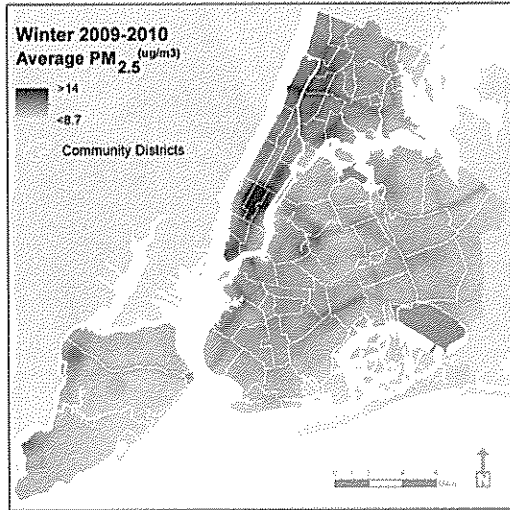 Winter 2009-2010
Average PM2.5 (ug/m3)
>14
<8.7
Community Districts
N